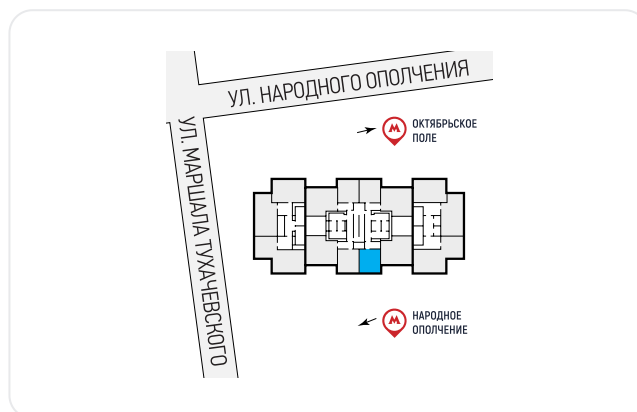 УЛ. НАРОДНОГО ОПОЛЧЕНИЯ
УЛ. МАРШАЛА ТУХАЧЕВСКОГО
М
ОКТЯБРЬСКОЕ
ПОЛЕ
М
НАРОДНОЕ
ОПОЛЧЕНИЕ